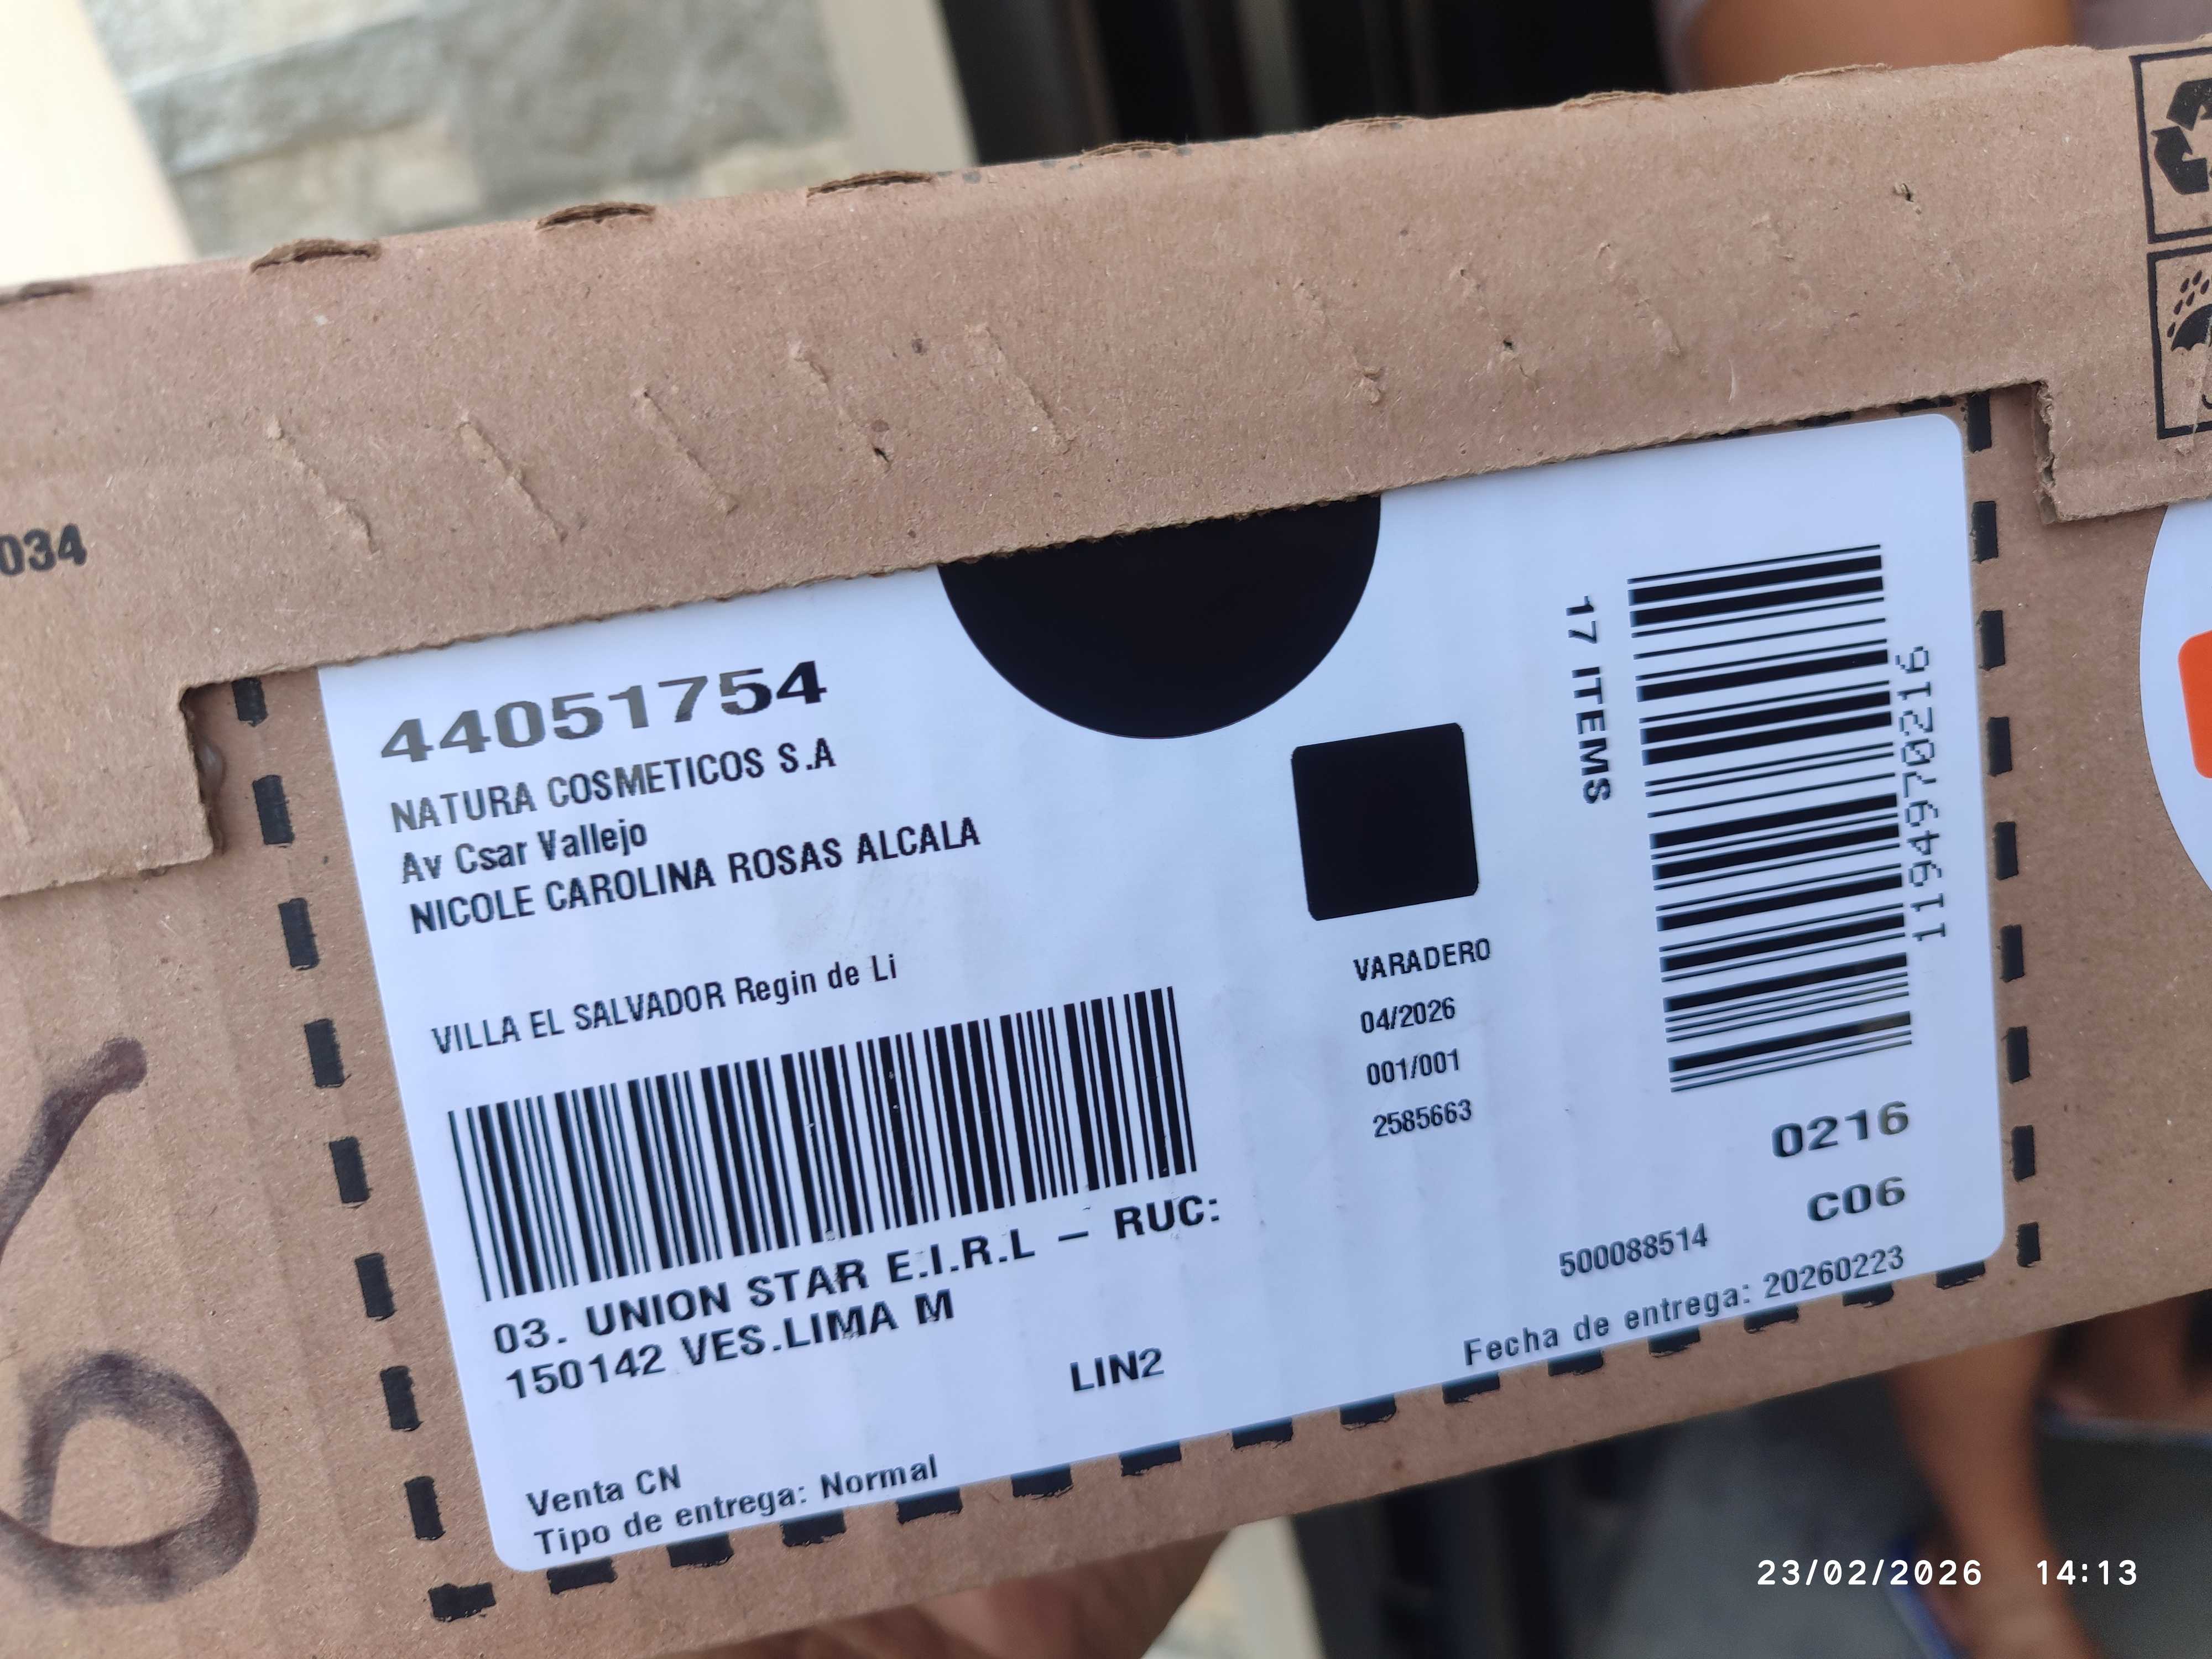 034
44051754
NATURA COSMETICOS S.A
Av Csar Vallejo
NICOLE CAROLINA ROSAS ALCALA
VILLA EL SALVADOR Regin de Li
03. UNION STAR E.I.R.L – RUC:
150142 VES.LIMA M
LIN2
Venta CN
Tipo de entrega: Normal
17 ITEMS
11949770216
VARADERO
04/2026
001/001
2585663
0216
C06
500088514
Fecha de entrega: 20260223
6
23/02/2026 14:13